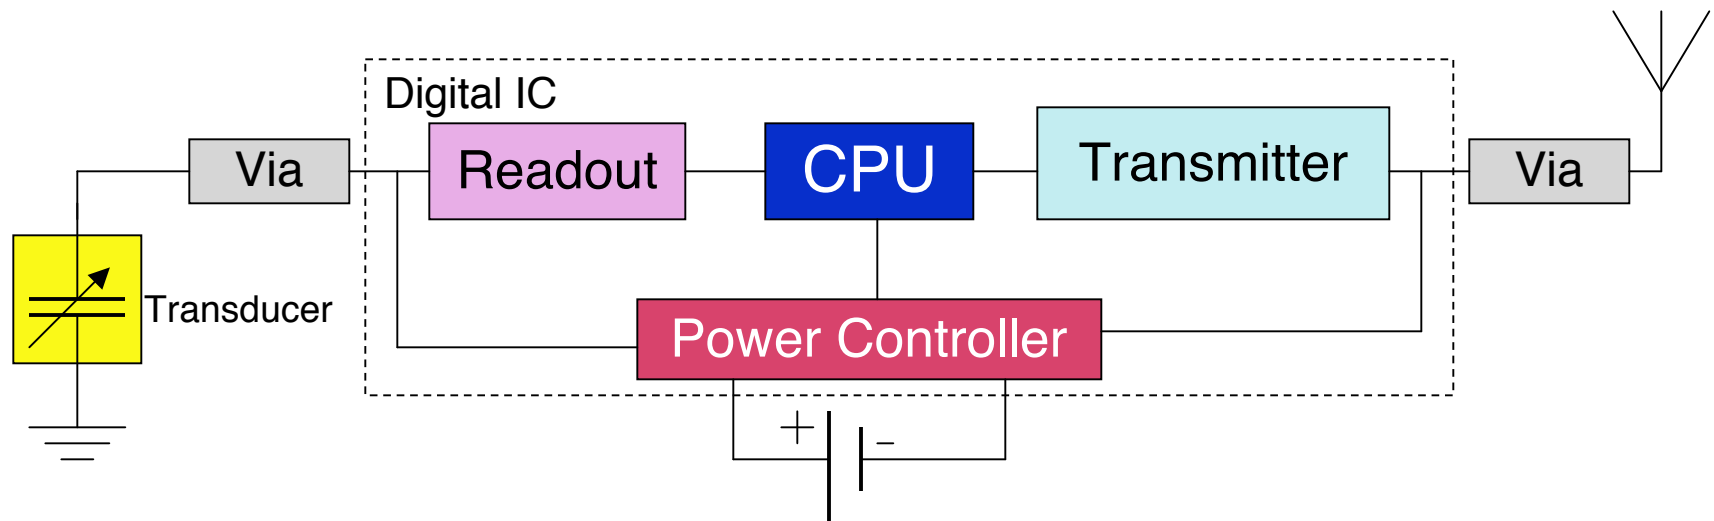 Digital IC
Via
Readout
CPU
Transmitter
Via
Transducer
Power Controller
+
-